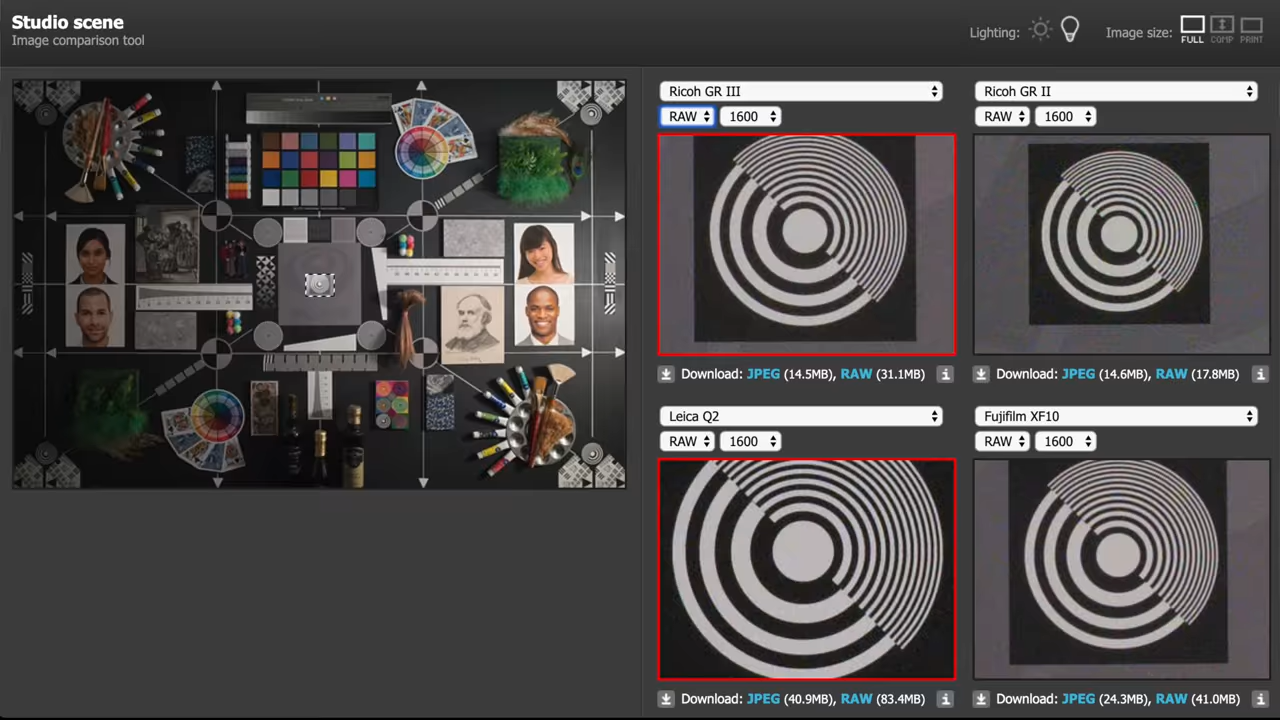 Studio scene
Image comparison tool
Lighting:
Image size:
FULL
COMP
PRINT
Ricoh GR III
RAW 1600
Download: JPEG (14.5MB), RAW (31.1MB)
Ricoh GR II
RAW 1600
Download: JPEG (14.6MB), RAW (17.8MB)
Leica Q2
RAW 1600
Download: JPEG (40.9MB), RAW (83.4MB)
Fujifilm XF10
RAW 1600
Download: JPEG (24.3MB), RAW (41.0MB)